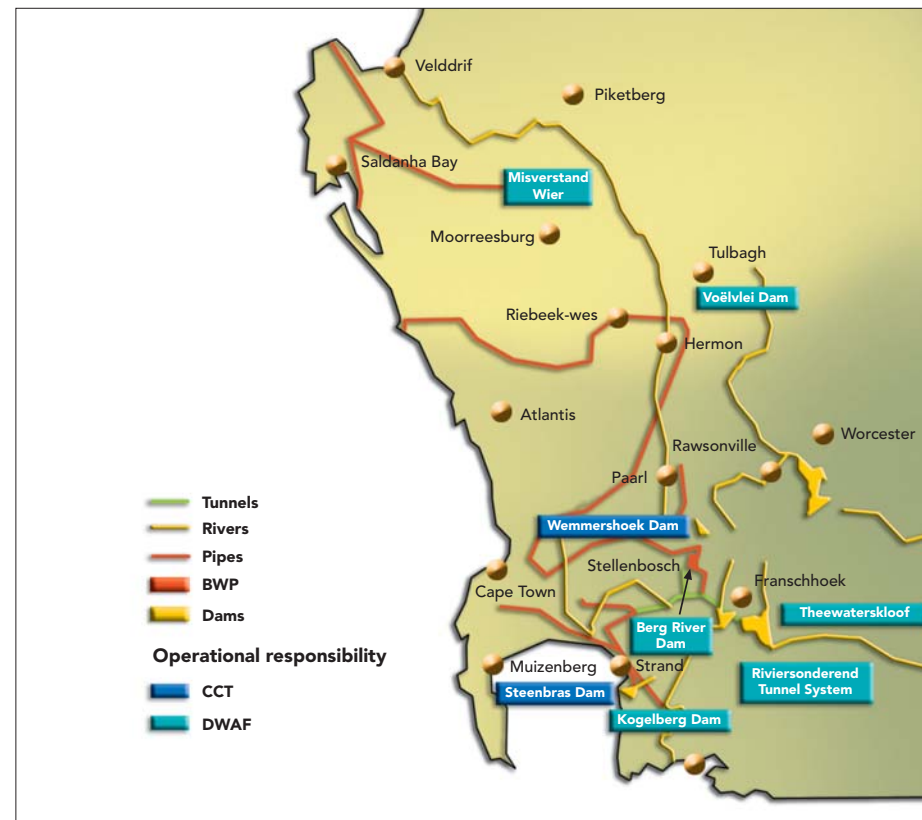 Velddrif
Piketberg
Saldanha Bay
Misverstand
Wier
Moorreesburg
Tulbagh
Voëlvlei Dam
Riebeek-wes
Hermon
Atlantis
Worcester
Rawsonville
Paarl
Tunnels
Rivers
Pipes
BWP
Dams
Operational responsibility
CCT
DWAF
Wemmershoek Dam
Stellenbosch
Cape Town
Franschhoek
Theewaterskloof
Berg River
Dam
Muizenberg
Strand
Steenbras Dam
Riviersonderend
Tunnel System
Kogelberg Dam